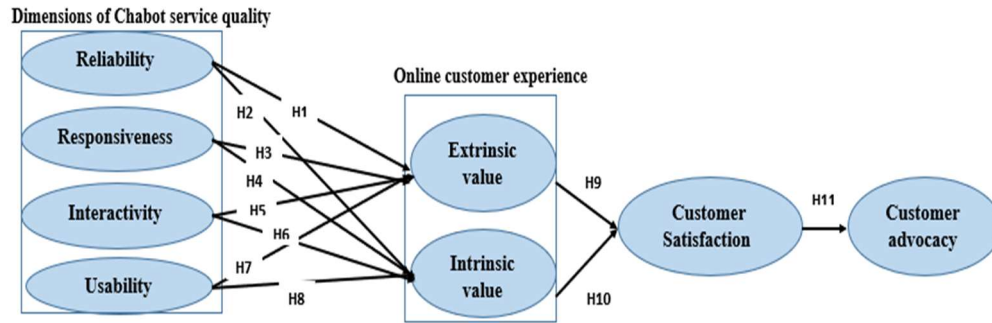 Dimensions of Chabot service quality
Reliability
Responsiveness
Interactivity
Usability
H1
H2
H3
H4
H5
H6
H7
H8
Online customer experience
Extrinsic
value
Intrinsic
value
H9
H10
Customer
Satisfaction
H11
Customer
advocacy